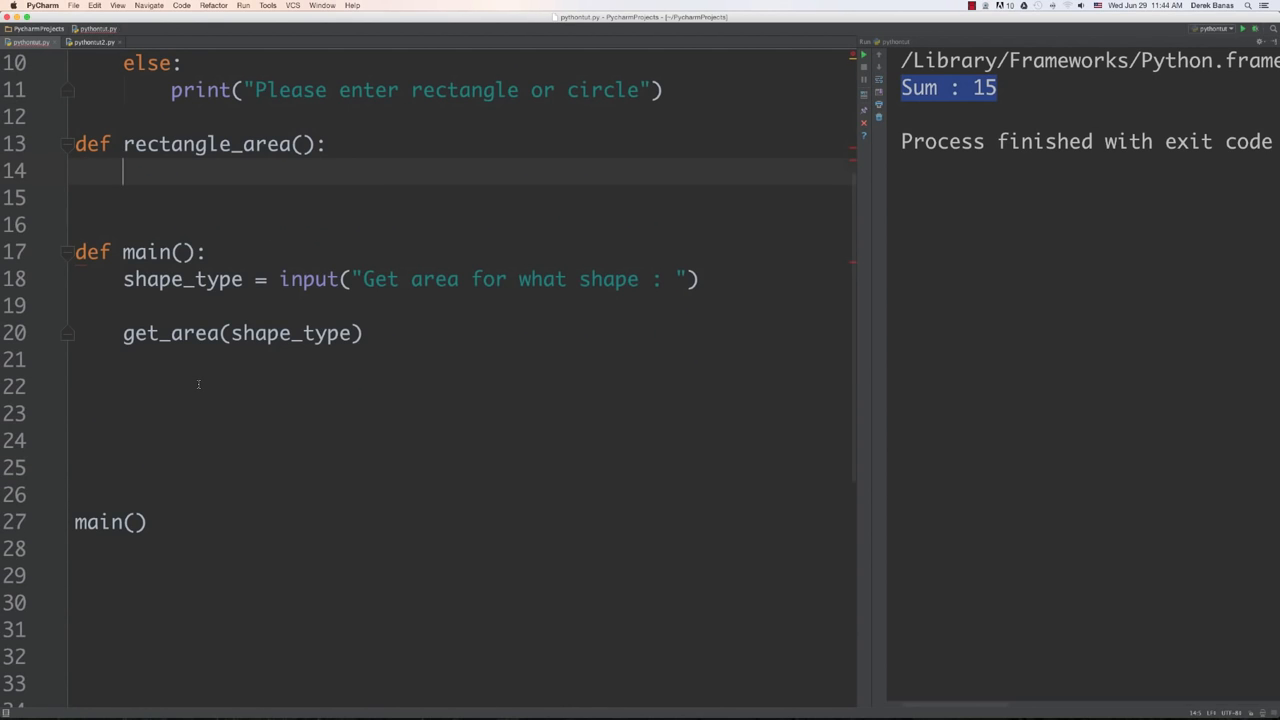 PyCharm File Edit View Navigate Code Refactor Run Tools VCS Window Help 10 Wed Jun 29 11:44 AM Derek Banas
pythontut.py - PycharmProjects - [~/PycharmProjects]
PycharmProjects pythontut.py pythontut
pythontut.py pythontut2.py Run: pythontut
10 else:
11 print("Please enter rectangle or circle")
12
13 def rectangle_area():
14
15
16
17 def main():
18 shape_type = input("Get area for what shape : ")
19
20 get_area(shape_type)
21
22
23
24
25
26
27 main()
28
29
30
31
32
33
/Library/Frameworks/Python.frame
Sum : 15
Process finished with exit code
14:5 LF÷ UTF-8÷